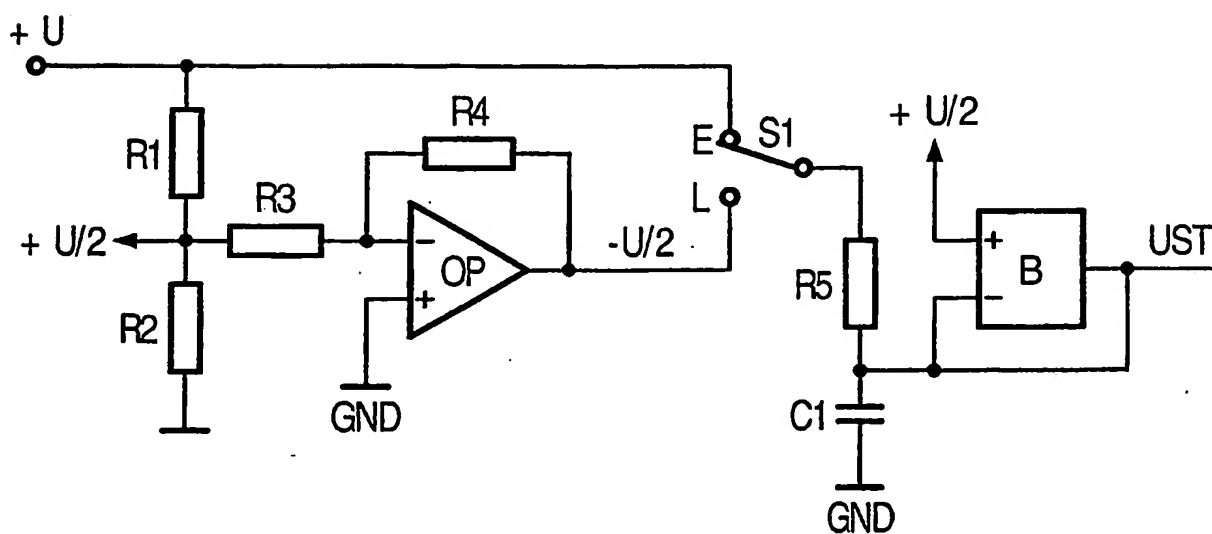 + U
R1
R4
E
S1
+ U/2
L
R3
+ U/2
-
OP
+
-U/2
R5
+
-
B
UST
R2
GND
C1
GND